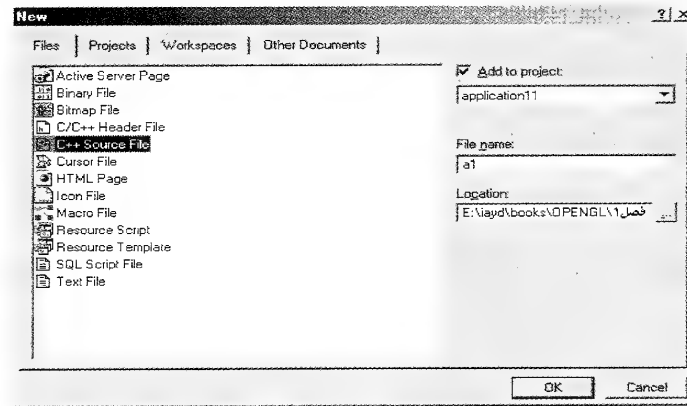 New
Files Projects Workspaces Other Documents
Active Server Page
Binary File
Bitmap File
C/C++ Header File
C++ Source File
Cursor File
HTML Page
Icon File
Macro File
Resource Script
Resource Template
SQL Script File
Text File
Add to project:
application11
File name:
a1
Location:
E:\iayd\books\OPENGL\فصل1
...
OK Cancel